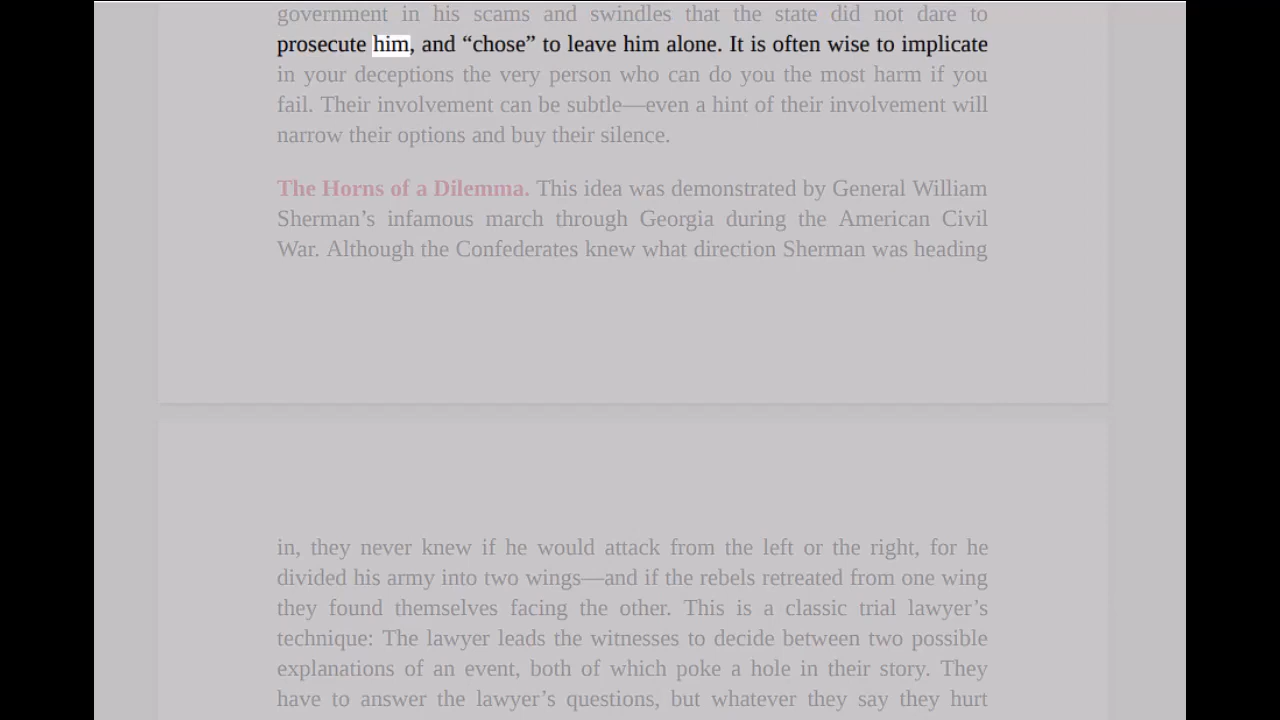 government in his scams and swindles that the state did not dare to
prosecute him, and “chose” to leave him alone. It is often wise to implicate
in your deceptions the very person who can do you the most harm if you
fail. Their involvement can be subtle—even a hint of their involvement will
narrow their options and buy their silence.
The Horns of a Dilemma. This idea was demonstrated by General William
Sherman’s infamous march through Georgia during the American Civil
War. Although the Confederates knew what direction Sherman was heading
in, they never knew if he would attack from the left or the right, for he
divided his army into two wings—and if the rebels retreated from one wing
they found themselves facing the other. This is a classic trial lawyer’s
technique: The lawyer leads the witnesses to decide between two possible
explanations of an event, both of which poke a hole in their story. They
have to answer the lawyer’s questions, but whatever they say they hurt